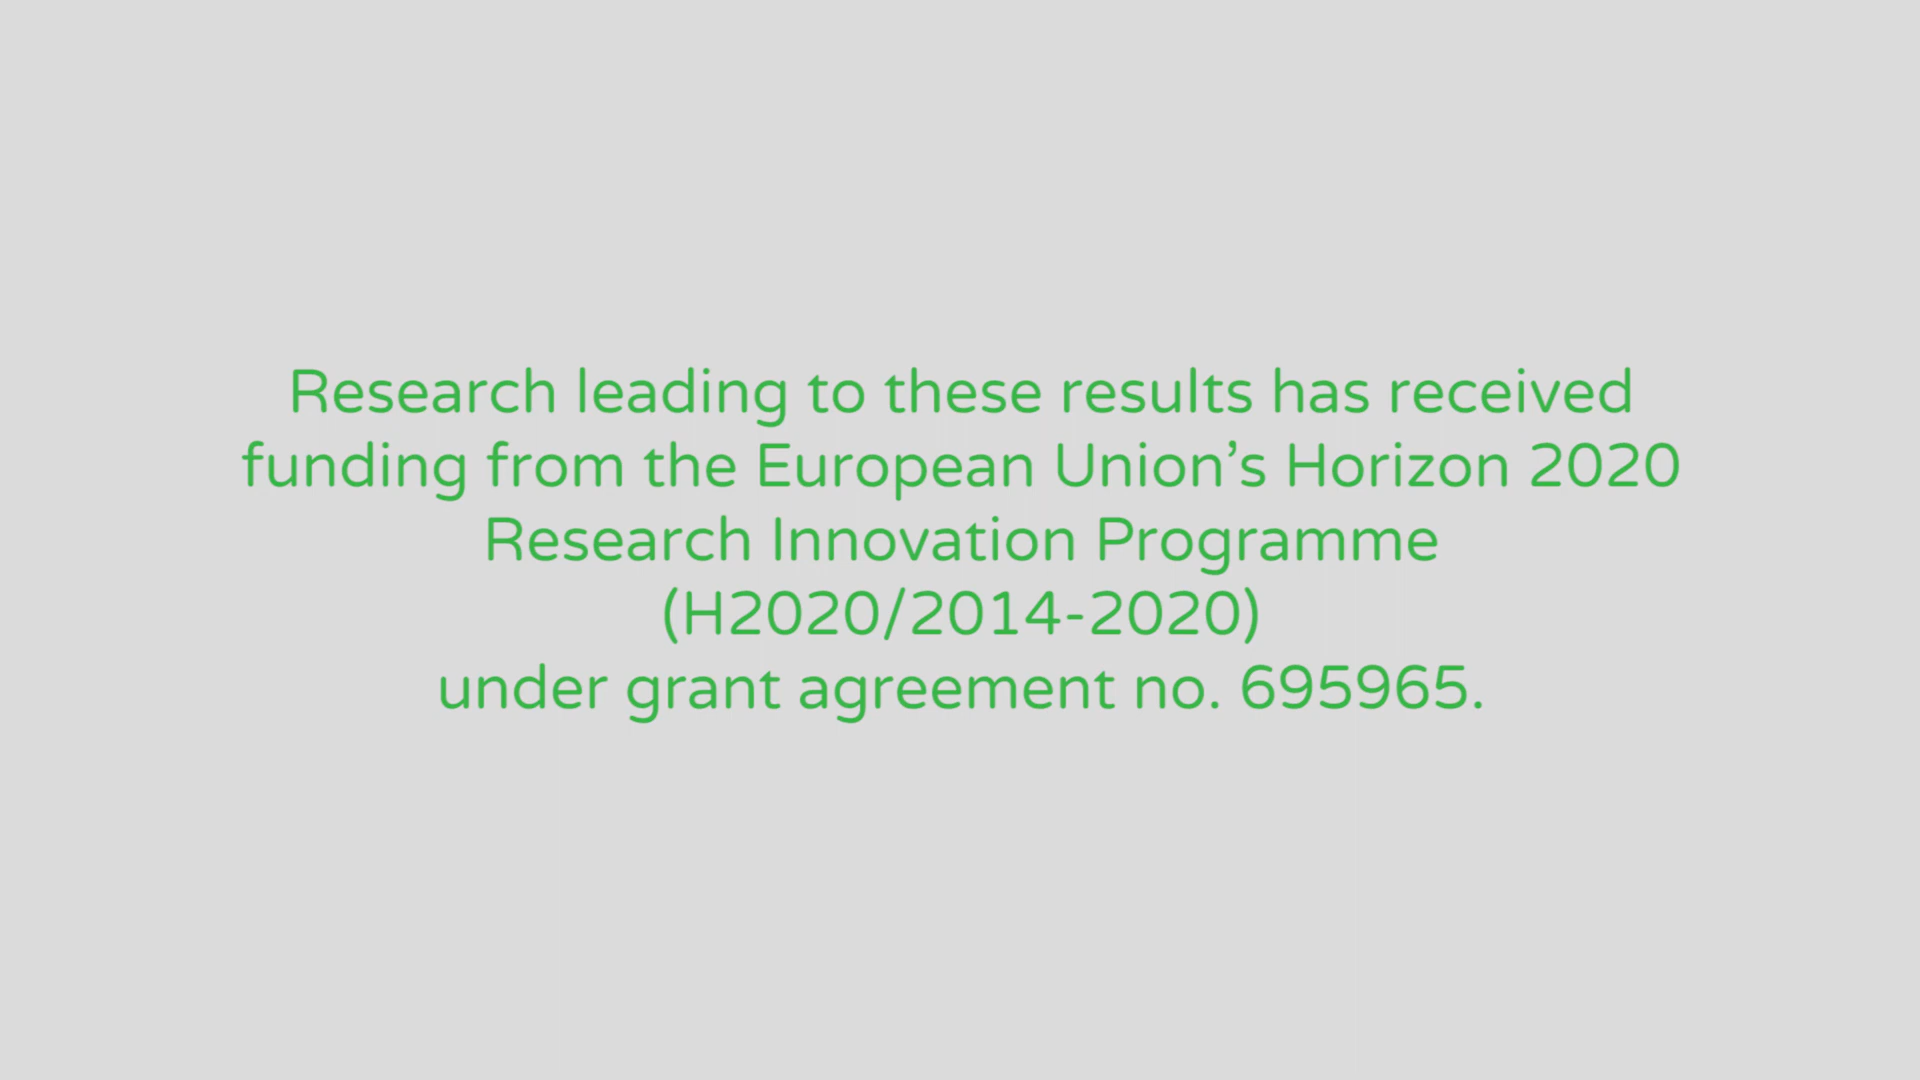 Research leading to these results has received
funding from the European Union’s Horizon 2020
Research Innovation Programme
(H2020/2014-2020)
under grant agreement no. 695965.